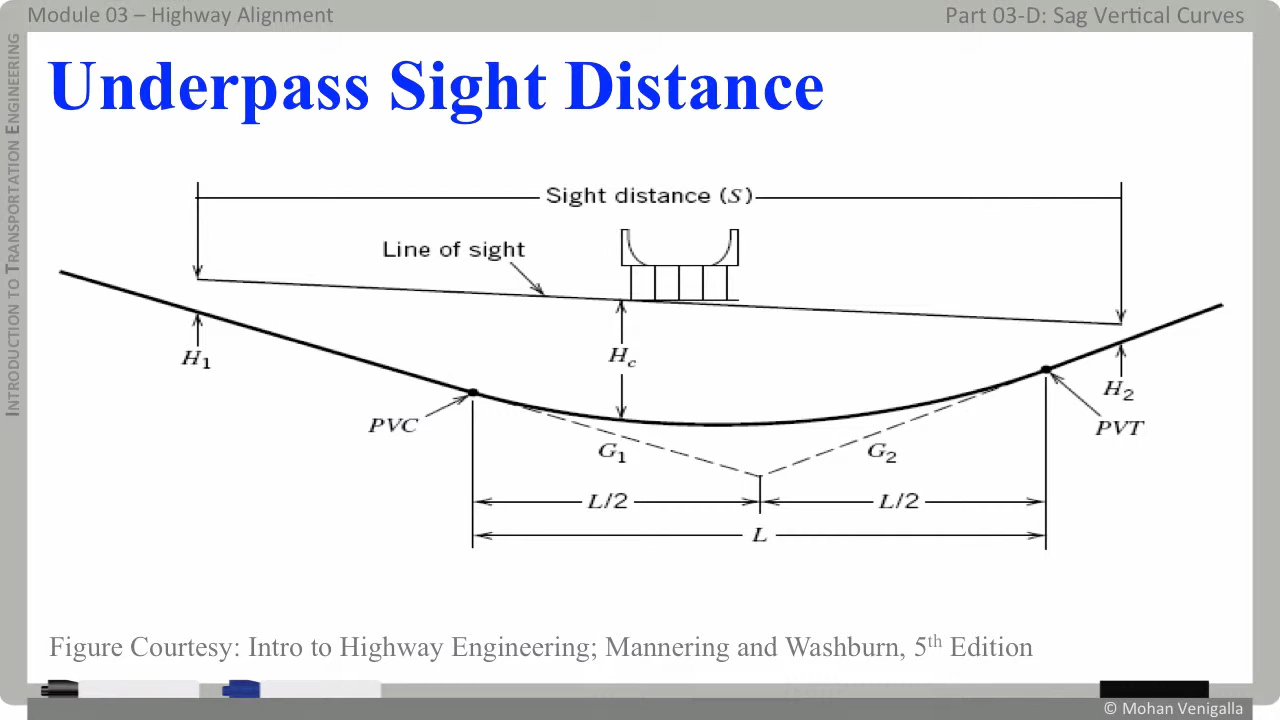 Module 03 – Highway Alignment
Part 03-D: Sag Vertical Curves
INTRODUCTION TO TRANSPORTATION ENGINEERING
Underpass Sight Distance
Sight distance (S)
Line of sight
H1
Hc
H2
PVC
G1
G2
PVT
L/2
L/2
L
Figure Courtesy: Intro to Highway Engineering; Mannering and Washburn, 5th Edition
© Mohan Venigalla